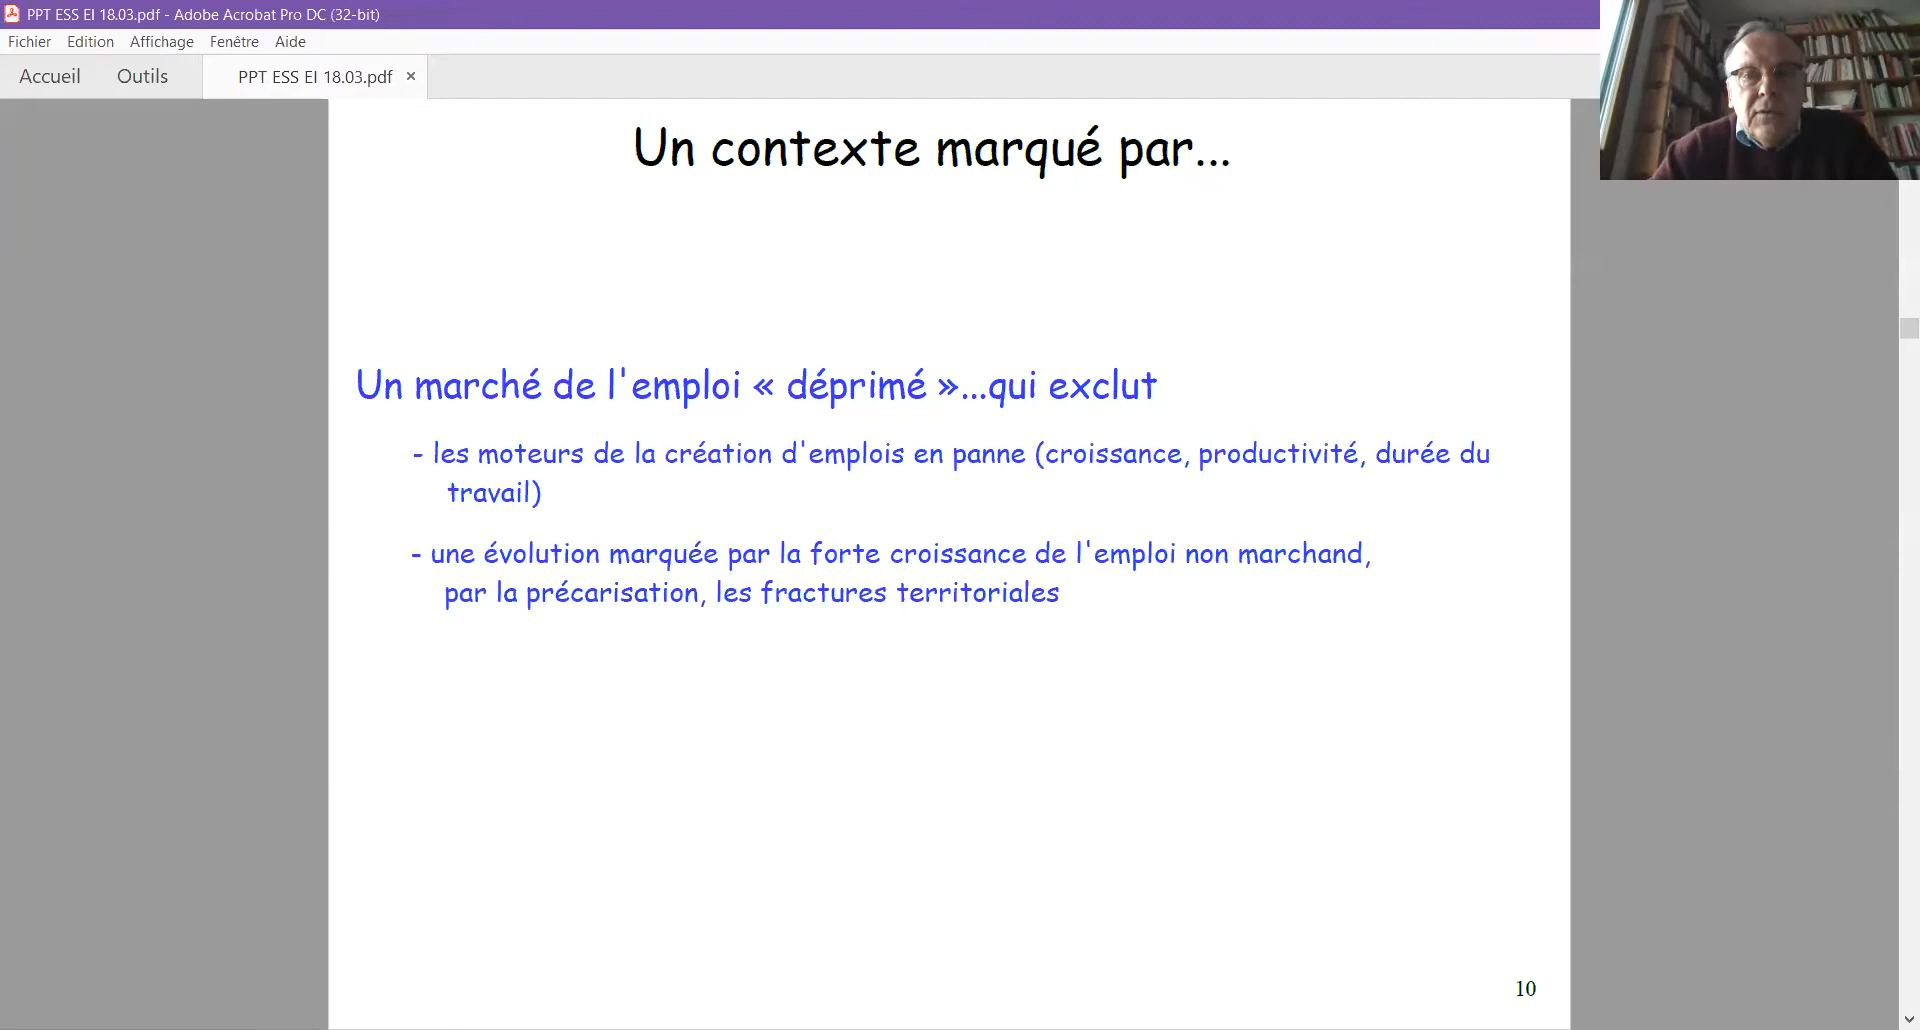 PPT ESS EI 18.03.pdf - Adobe Acrobat Pro DC (32-bit)
Fichier Edition Affichage Fenêtre Aide
Accueil Outils PPT ESS EI 18.03.pdf ×
Un contexte marqué par...
Un marché de l'emploi « déprimé »...qui exclut
- les moteurs de la création d'emplois en panne (croissance, productivité, durée du
travail)
- une évolution marquée par la forte croissance de l'emploi non marchand,
par la précarisation, les fractures territoriales
10